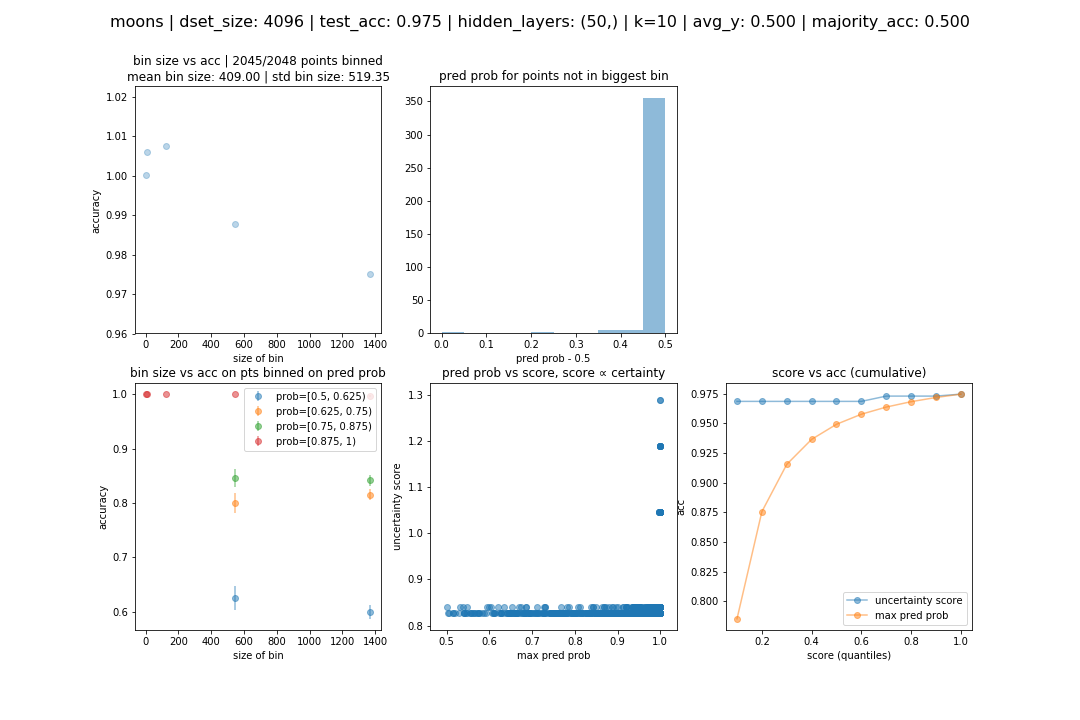 moons | dset_size: 4096 | test_acc: 0.975 | hidden_layers: (50,) | k=10 | avg_y: 0.500 | majority_acc: 0.500
bin size vs acc | 2045/2048 points binned
mean bin size: 409.00 | std bin size: 519.35
1.02
1.01
1.00
0.99
0.98
0.97
0.96
accuracy
0 200 400 600 800 1000 1200 1400
size of bin
pred prob for points not in biggest bin
350
300
250
200
150
100
50
0
0.0 0.1 0.2 0.3 0.4 0.5
pred prob - 0.5
bin size vs acc on pts binned on pred prob
1.0
0.9
0.8
0.7
0.6
accuracy
prob=[0.5, 0.625)
prob=[0.625, 0.75)
prob=[0.75, 0.875)
prob=[0.875, 1)
0 200 400 600 800 1000 1200 1400
size of bin
pred prob vs score, score ∝ certainty
1.3
1.2
1.1
1.0
0.9
0.8
uncertainty score
0.5 0.6 0.7 0.8 0.9 1.0
max pred prob
score vs acc (cumulative)
0.975
0.950
0.925
0.900
0.875
0.850
0.825
0.800
acc
uncertainty score
max pred prob
0.2 0.4 0.6 0.8 1.0
score (quantiles)